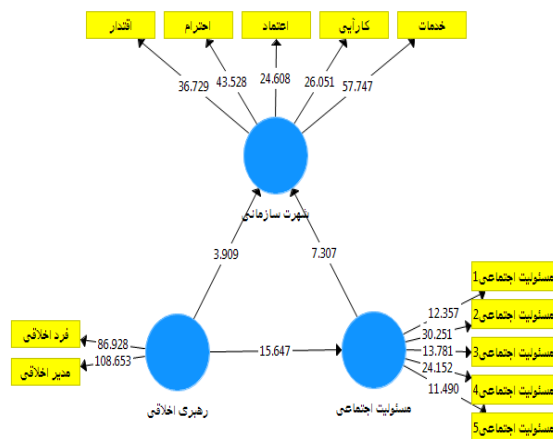 خدمات
کارآیی
اعتماد
احترام
اقتدار
57.747
26.051
24.608
43.528
36.729
شهرت سازمانی
7.307
3.909
مسئولیت اجتماعی1
مسئولیت اجتماعی2
مسئولیت اجتماعی3
مسئولیت اجتماعی4
مسئولیت اجتماعی5
12.357
30.251
13.781
24.152
11.490
15.647
فرد اخلاقی
مدیر اخلاقی
86.928
108.653
مسئولیت اجتماعی
رهبری اخلاقی